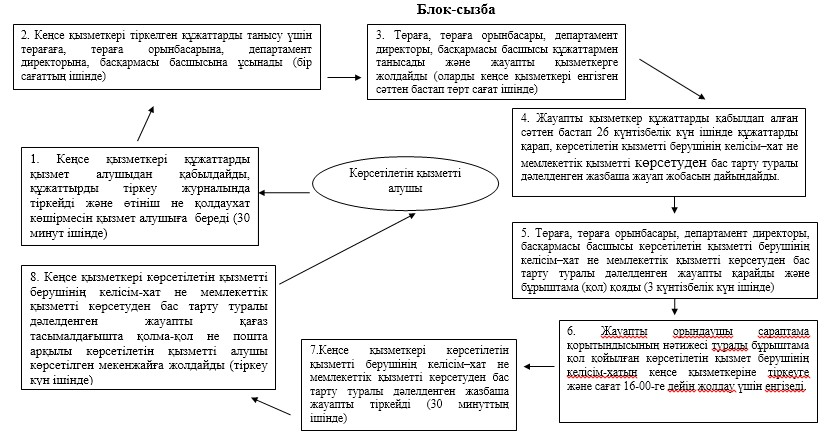 Блок-сызба
2. Кеңсе қызметкері тіркелген құжаттарды танысу үшін
төрағаға, төраға орынбасарына, департамент
директорына, басқармасы басшысына ұсынады (бір
сағаттың ішінде)
3. Төраға, төраға орынбасары, департамент
директоры, басқармасы басшысы құжаттармен
танысады және жауапты қызметкерге
жолдайды (оларды кеңсе қызметкері енгізген
сәттен бастап төрт сағат ішінде)
4. Жауапты қызметкер құжаттарды қабылдап алған
сәттен бастап 26 күнтізбелік күн ішінде құжаттарды
қарап, көрсетілетін қызметті берушінің келісім–хат не
мемлекеттік қызметті көрсетуден бас тарту туралы
дәлелденген жазбаша жауап жобасын дайындайды.
1. Кеңсе қызметкері құжаттарды
қызмет алушыдан қабылдайды,
құжаттырды тіркеу журналында
тіркейді және өтініш не қолдаухат
көшірмесін қызмет алушыға береді (30
минут ішінде)
Көрсетілетін қызметті
алушы
5. Төраға, төраға орынбасары, департамент директоры,
басқармасы басшысы көрсетілетін қызметті берушінің
келісім–хат не мемлекеттік қызметті көрсетуден бас
тарту туралы дәлелденген жауапты қарайды және
бұрыштама (қол) қояды (3 күнтізбелік күн ішінде)
8. Кеңсе қызметкері көрсетілетін қызметті
берушінің келісім-хат не мемлекеттік
қызметті көрсетуден бас тарту туралы
дәлелденген жауапты қағаз
тасымалдағышта қолма-қол не пошта
арқылы көрсетілетін қызметті алушы
көрсетілген мекенжайға жолдайды (тіркеу
күн ішінде)
7.Кеңсе қызметкері көрсетілетін
қызметті берушінің келісім–хат не
мемлекеттік қызметті көрсетуден бас
тарту туралы дәлелденген жазбаша
жауапты тіркейді (30 минуттың
ішінде)
6. Жауапты орындаушы сараптама
қорытындысының нәтижесі туралы бұрыштама
қол қойылған көрсетілетін қызмет берушінің
келісім-хатын кеңсе қызметкеріне тіркеуге
және сағат 16-00-ге дейін жолдау үшін енгізеді.